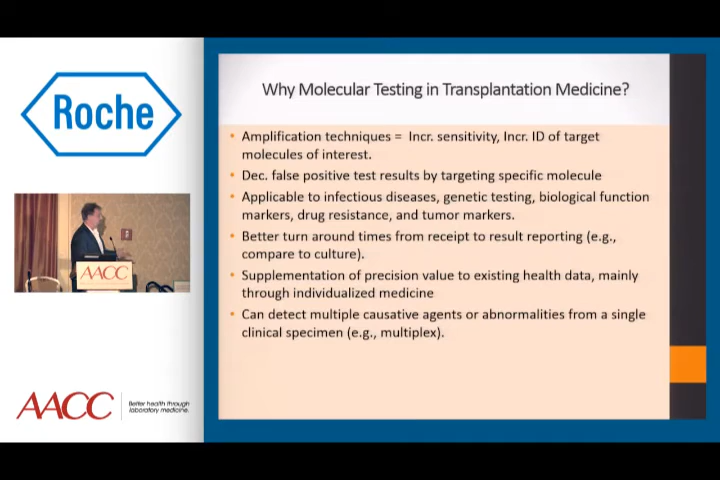 Roche
AACC
AACC
Better health through
laboratory medicine.
Why Molecular Testing in Transplantation Medicine?
• Amplification techniques = Incr. sensitivity, Incr. ID of target
molecules of interest.
• Dec. false positive test results by targeting specific molecule
• Applicable to infectious diseases, genetic testing, biological function
markers, drug resistance, and tumor markers.
• Better turn around times from receipt to result reporting (e.g.,
compare to culture).
• Supplementation of precision value to existing health data, mainly
through individualized medicine
• Can detect multiple causative agents or abnormalities from a single
clinical specimen (e.g., multiplex).